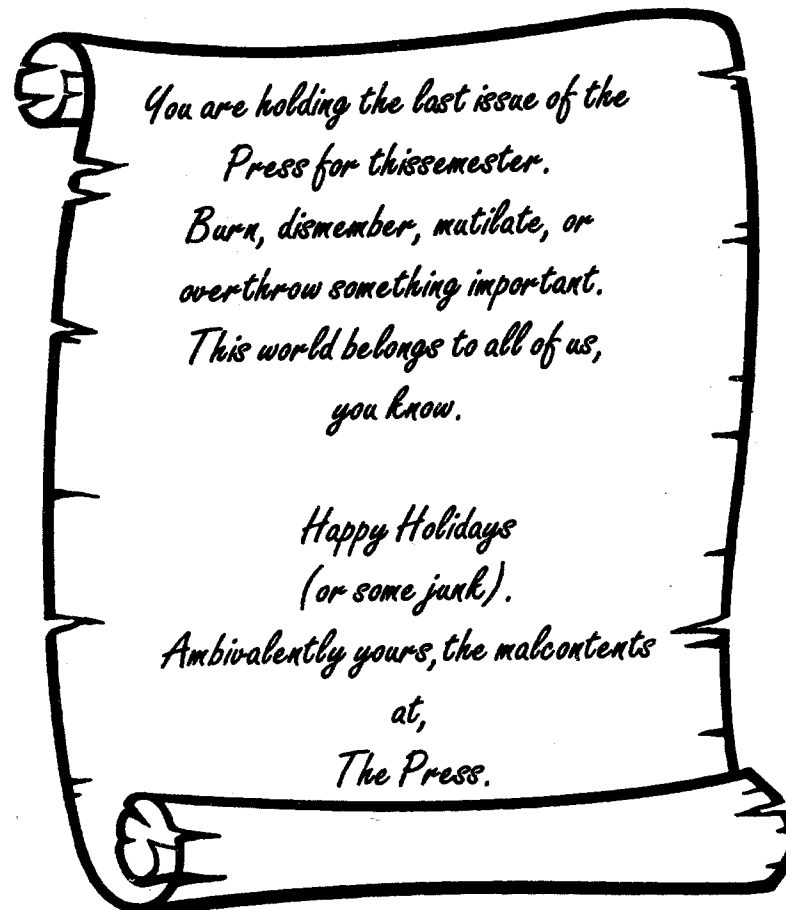 You are holding the last issue of the
Press for thissemester.
Burn, dismember, mutilate, or
overthrow something important.
This world belongs to all of us,
you know.
Happy Holidays
(or some junk).
Ambivalently yours,the malcontents
at,
The Press.